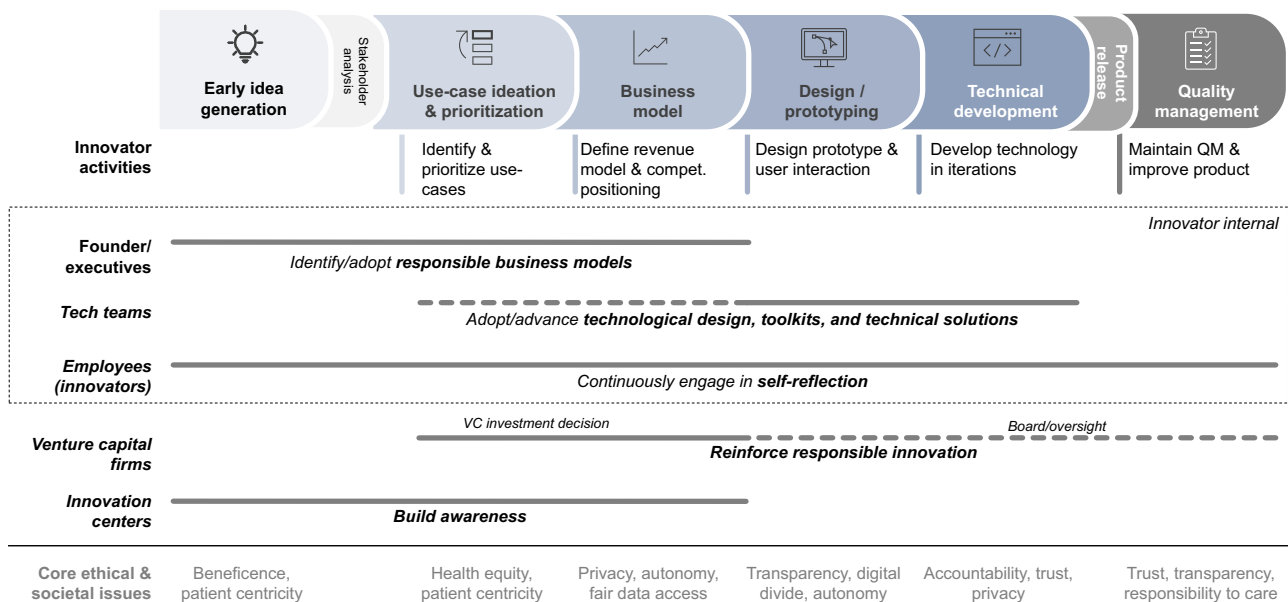 Early idea
generation
Stakeholder
analysis
Use-case ideation
& prioritization
Business
model
</>
Design /
prototyping
Technical
development
Product
release
Quality
management
Innovator
activities
Identify &
prioritize use-
cases
Define revenue
model & compet.
positioning
Design prototype &
user interaction
Develop technology
in iterations
Maintain QM &
improve product
Innovator internal
Founder/
executives
Identify/adopt responsible business models
Tech teams
Adopt/advance technological design, toolkits, and technical solutions
Employees
(innovators)
Continuously engage in self-reflection
Venture capital
firms
VC investment decision
Board/oversight
Reinforce responsible innovation
Innovation
centers
Build awareness
Core ethical &
societal issues
Beneficence,
patient centricity
Health equity,
patient centricity
Privacy, autonomy,
fair data access
Transparency, digital
divide, autonomy
Accountability, trust,
privacy
Trust, transparency,
responsibility to care